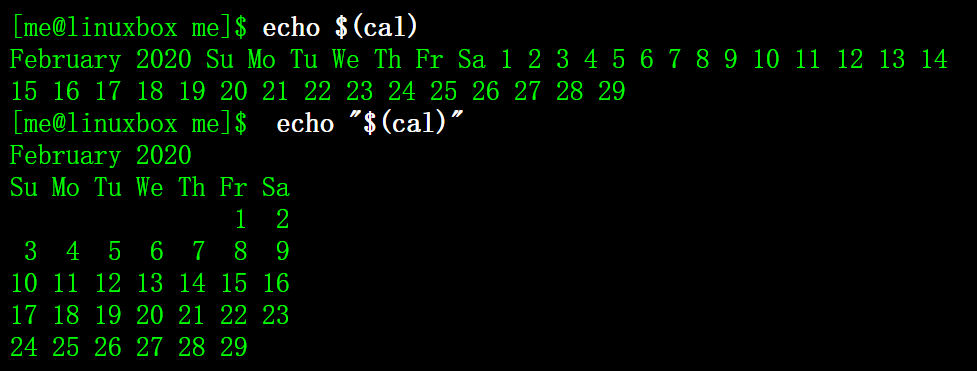 [me@linuxbox me]$ echo $(cal)
February 2020 Su Mo Tu We Th Fr Sa 1 2 3 4 5 6 7 8 9 10 11 12 13 14
15 16 17 18 19 20 21 22 23 24 25 26 27 28 29
[me@linuxbox me]$  echo "$(cal)"
February 2020
Su Mo Tu We Th Fr Sa
                1  2
 3  4  5  6  7  8  9
10 11 12 13 14 15 16
17 18 19 20 21 22 23
24 25 26 27 28 29